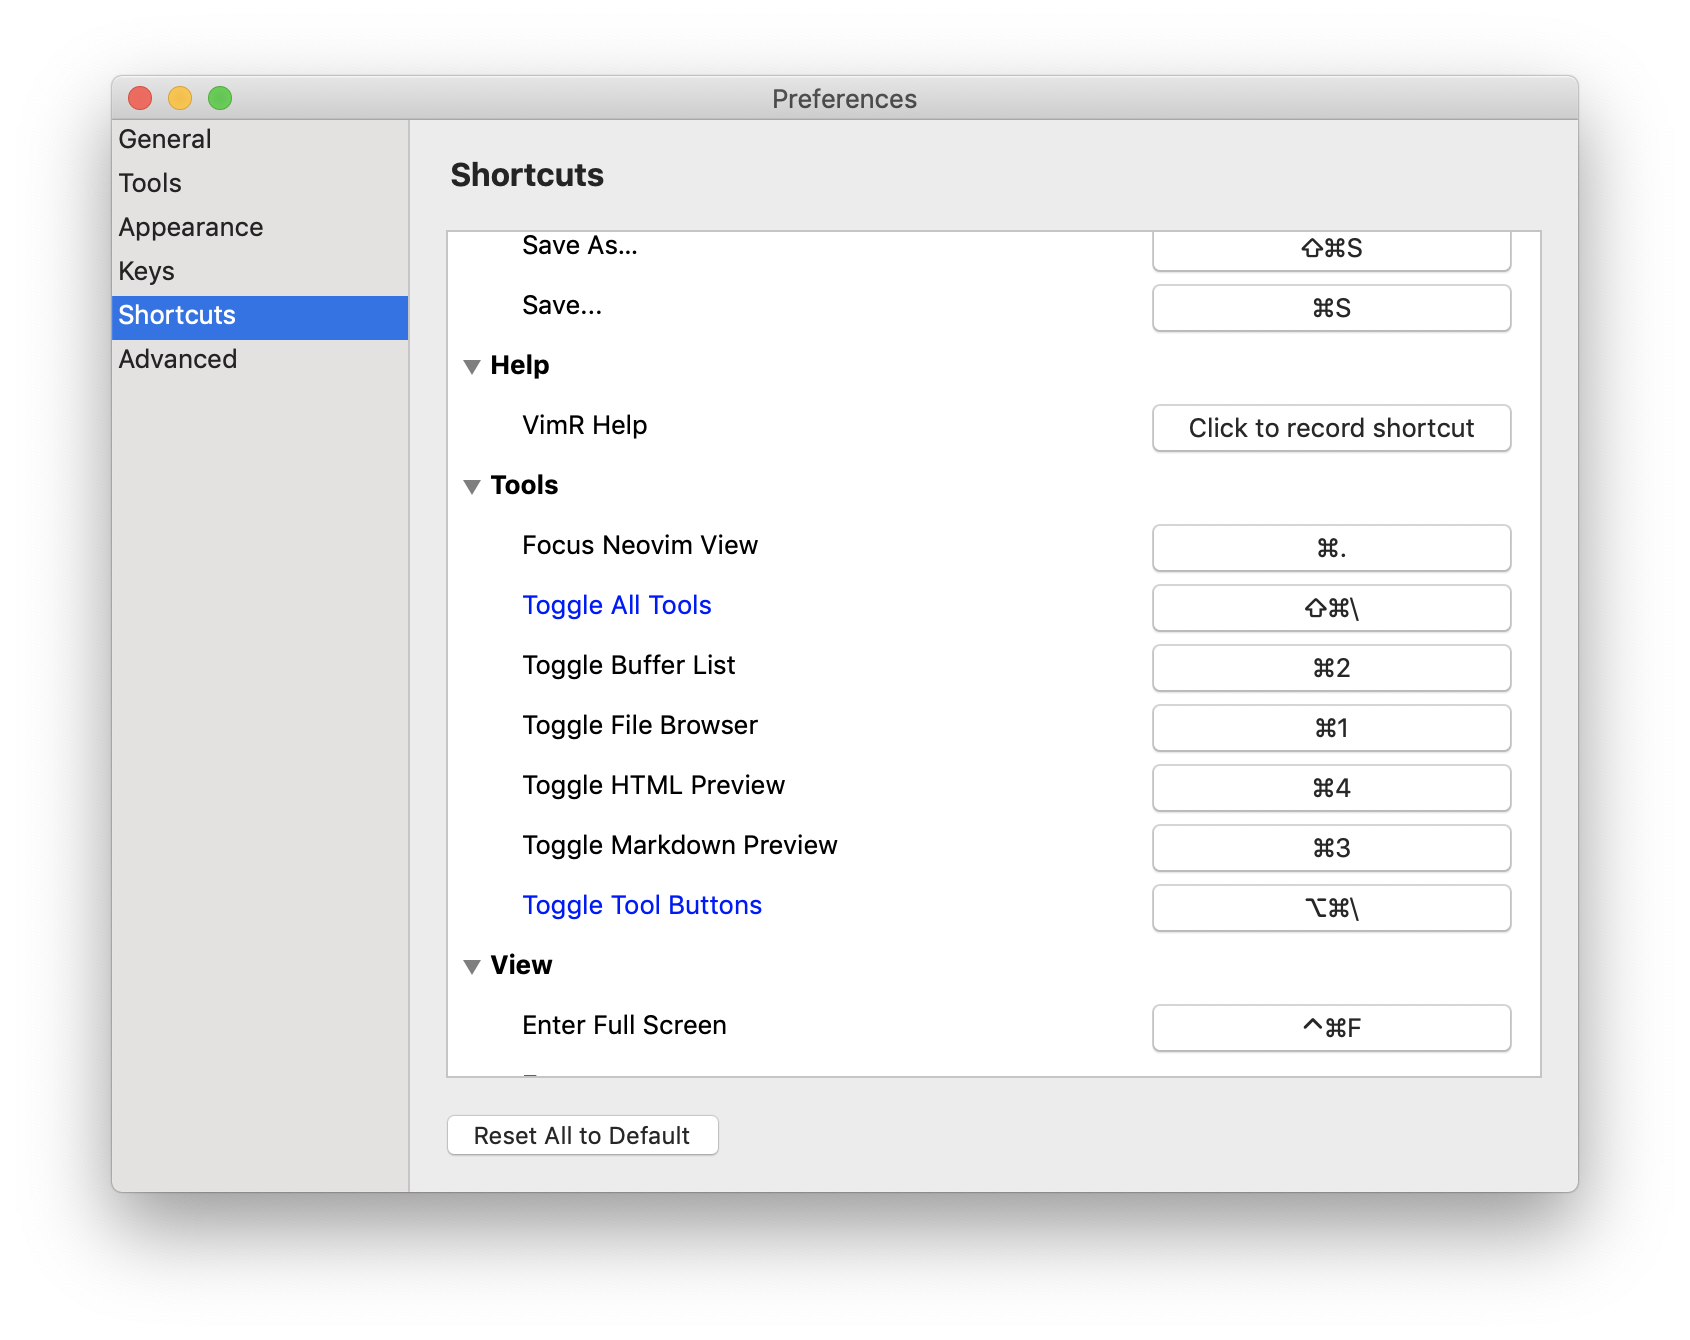 Preferences
General
Tools
Appearance
Keys
Shortcuts
Advanced
Shortcuts
Save As... ⇧⌘S
Save... ⌘S
Help
VimR Help Click to record shortcut
Tools
Focus Neovim View ⌘.
Toggle All Tools ⇧⌘\
Toggle Buffer List ⌘2
Toggle File Browser ⌘1
Toggle HTML Preview ⌘4
Toggle Markdown Preview ⌘3
Toggle Tool Buttons ⌥⌘\
View
Enter Full Screen ^⌘F
Reset All to Default